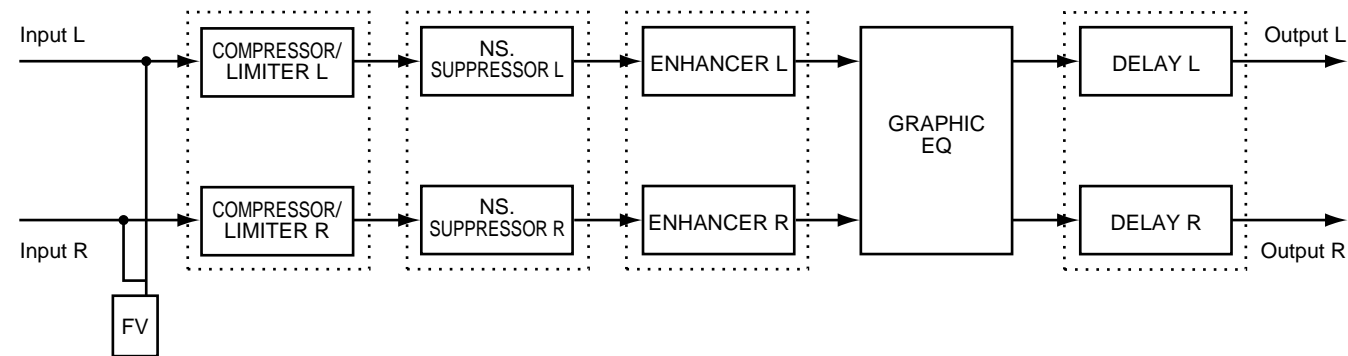 Input L
COMPRESSOR/
LIMITER L
NS.
SUPPRESSOR L
ENHANCER L
GRAPHIC
EQ
DELAY L
Output L
Input R
COMPRESSOR/
LIMITER R
NS.
SUPPRESSOR R
ENHANCER R
DELAY R
Output R
FV